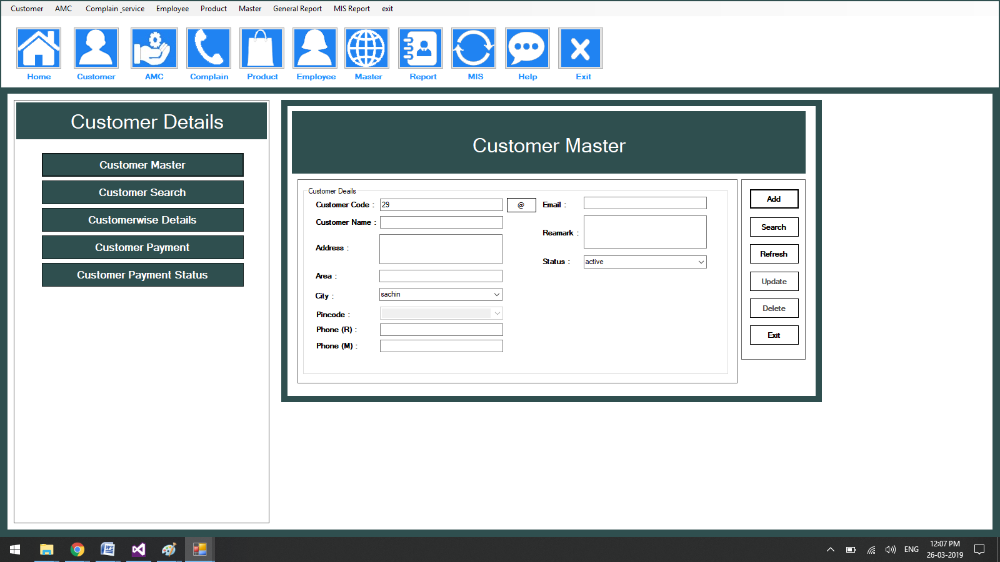 Customer AMC Complain _service Employee Product Master General Report MIS Report exit
Home Customer AMC Complain Product Employee Master Report MIS Help Exit
Customer Details
Customer Master
Customer Search
Customerwise Details
Customer Payment
Customer Payment Status
Customer Master
Customer Deails
Customer Code : 29 @
Customer Name :
Address :
Area :
City : sachin
Pincode :
Phone (R) :
Phone (M) :
Email :
Reamark :
Status : active
Add
Search
Refresh
Update
Delete
Exit
ENG 12:07 PM
26-03-2019